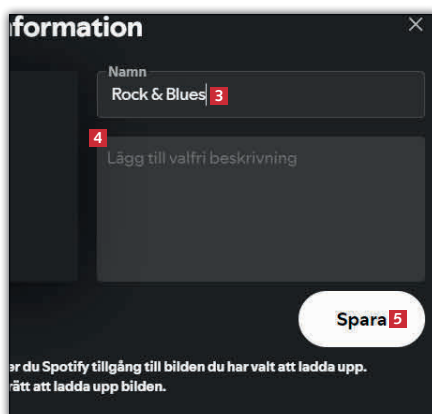 nformation
Namn
Rock & Blues 3
4
Lägg till valfri beskrivning
Spara 5
er du Spotify tillgång till bilden du har valt att ladda upp.
rätt att ladda upp bilden.